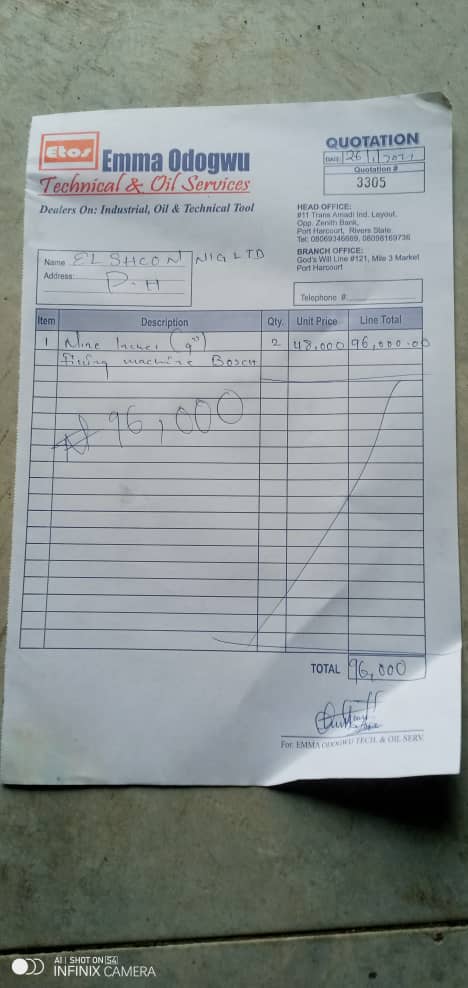 Etos
Emma Odogwu
Technical & Oil Services
Dealers On: Industrial, Oil & Technical Tool
QUOTATION
DATE 26/1/2021
Quotation #
3305
HEAD OFFICE:
#11 Trans Amadi Ind. Layout,
Opp. Zenith Bank,
Port Harcourt, Rivers State.
Tel: 08069346689, 08098169736
BRANCH OFFICE:
God's Will Line #121, Mile 3 Market
Port Harcourt
Name EL SHCON NIG LTD
Address: P.H
Telephone #:
Item Description Qty. Unit Price Line Total
1 Nine Inches (9") 2 48,000 96,000.00
Filling machine BOSCH
₦ 96,000
TOTAL 96,000
For: EMMA ODOGWU TECH. & OIL SERV.
AI | SHOT ON S4
INFINIX CAMERA